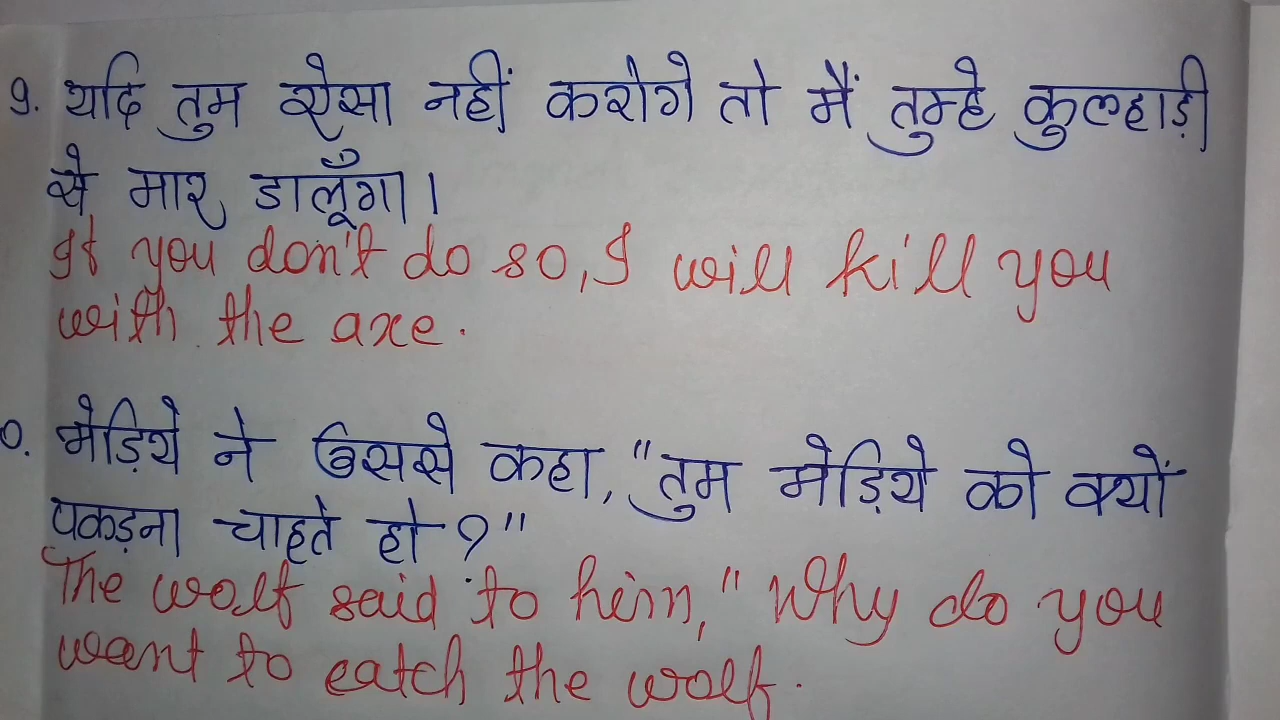 9. यदि तुम ऐसा नहीं करोगे तो मैं तुम्हे कुल्हाड़ी
से मार डालूँगा।
If you don't do so, I will kill you
with the axe.
0. भेड़िये ने उससे कहा, "तुम भेड़िये को क्यों
पकड़ना चाहते हो ?"
The wolf said to him, "Why do you
want to catch the wolf.